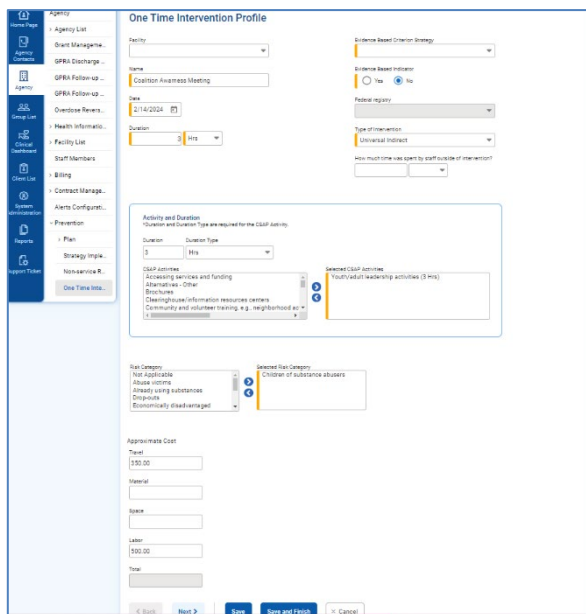 Home Page
Agency Contacts
Agency
Group List
Clinical Dashboard
Client List
System administration
Reports
Support Ticket
Agency
Agency List
Grant Manageme...
GPRA Discharge ...
GPRA Follow-up ...
GPRA Follow-up ...
Overdose Revers...
Health Informatio...
Facility List
Staff Members
Billing
Contract Manage...
Alerts Configurati...
Prevention
Plan
Strategy Imple...
Non-service R...
One Time Inte...
One Time Intervention Profile
Facility
Evidence Based Criterion Strategy
Name
Coalition Awarness Meeting
Evidence Based Indicator
Yes No
Date
2/14/2024
Federal registry
Duration
3 Hrs
Type of Intervention
Universal Indirect
How much time was spent by staff outside of intervention?
Activity and Duration
*Duration and Duration Type are required for the CSAP Activity.
Duration Duration Type
3 Hrs
CSAP Activities
Accessing services and funding
Alternatives - Other
Brochures
Clearinghouse/information resources centers
Community and volunteer training, e.g., neighborhood ac
Selected CSAP Activities
Youth/adult leadership activities (3 Hrs)
Risk Category
Not Applicable
Abuse victims
Already using substances
Drop-outs
Economically disadvantaged
Selected Risk Category
Children of substance abusers
Approximate Cost
Travel
350.00
Material
Space
Labor
500.00
Total
< Back Next > Save Save and Finish × Cancel